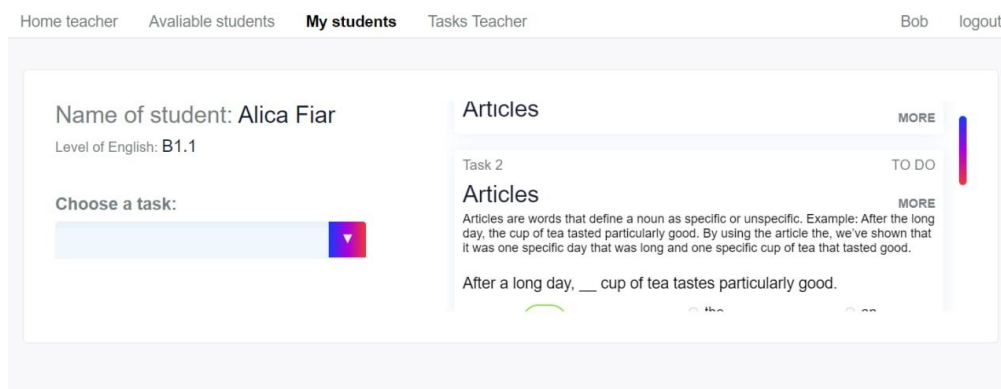 Home teacher Avaliable students My students Tasks Teacher Bob logout
Name of student: Alica Fiar
Level of English: B1.1
Choose a task:
Articles
MORE
Task 2 TO DO
Articles
MORE
Articles are words that define a noun as specific or unspecific. Example: After the long
day, the cup of tea tasted particularly good. By using the article the, we've shown that
it was one specific day that was long and one specific cup of tea that tasted good.
After a long day, __ cup of tea tastes particularly good.
the an